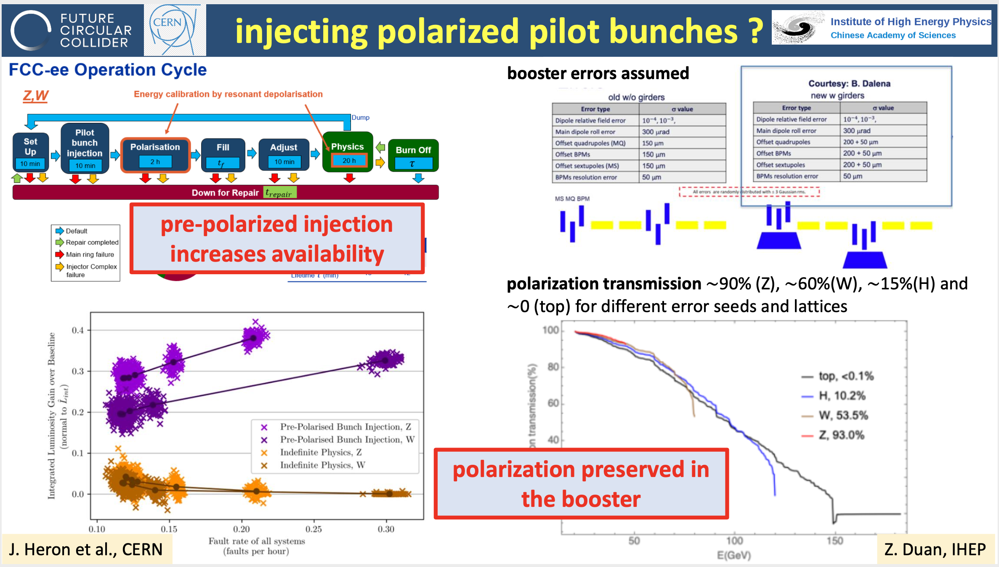 FUTURE
CIRCULAR
COLLIDER
CERN
injecting polarized pilot bunches ?
Institute of High Energy Physics
Chinese Academy of Sciences
FCC-ee Operation Cycle
Z,W
Energy calibration by resonant depolarisation
Dump
Set
Up
10 min
Pilot
bunch
injection
10 min
Polarisation
2 h
Fill
t_f
Adjust
10 min
Physics
20 h
Burn Off
τ
Down for Repair t_repair
Default
Repair completed
Main ring failure
Injector Complex
failure
pre-polarized injection
increases availability
Lifetime τ (min)
0.4
0.3
0.2
0.1
0.0
Integrated Luminosity Gain over Baseline
(normal to L̂_int)
Pre-Polarised Bunch Injection, Z
Pre-Polarised Bunch Injection, W
Indefinite Physics, Z
Indefinite Physics, W
0.10 0.15 0.20 0.25 0.30
Fault rate of all systems
(faults per hour)
J. Heron et al., CERN
booster errors assumed
old w/o girders
Error type σ value
Dipole relative field error 10⁻⁴, 10⁻³,
Main dipole roll error 300 μrad
Offset quadrupoles (MQ) 150 μm
Offset BPMs 150 μm
Offset sextupoles (MS) 150 μm
BPMs resolution error 50 μm
Courtesy: B. Dalena
new w girders
Error type σ value
Dipole relative field error 10⁻⁴, 10⁻³,
Main dipole roll error 300 μrad
Offset quadrupoles 200 + 50 μm
Offset BPMs 200 + 50 μm
Offset sextupoles 200 + 50 μm
BPMs resolution error 50 μm
All errors are randomly distributed with ± 3 Gaussian rms.
MS MQ BPM
polarization transmission ~90% (Z), ~60%(W), ~15%(H) and
~0 (top) for different error seeds and lattices
100
80
60
40
transmission(%)
top, <0.1%
H, 10.2%
W, 53.5%
Z, 93.0%
polarization preserved in
the booster
50 100 150
E(GeV)
Z. Duan, IHEP